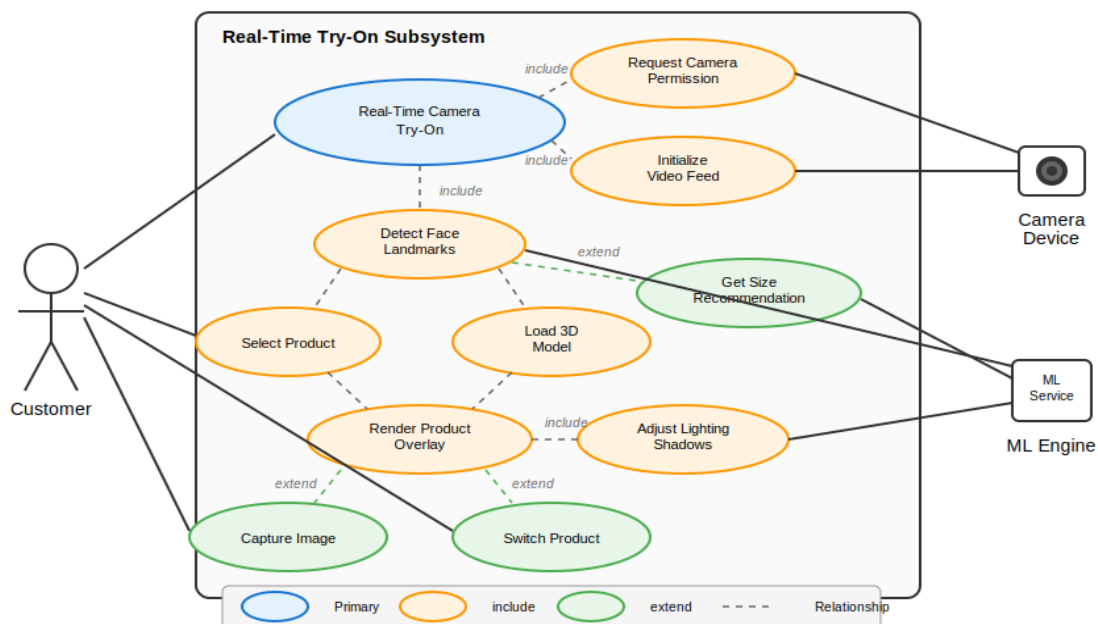 Real-Time Try-On Subsystem
include
Request Camera
Permission
Real-Time Camera
Try-On
include
Initialize
Video Feed
include
Camera
Device
Detect Face
Landmarks
extend
Get Size
Recommendation
Select Product
Load 3D
Model
Customer
ML
Service
ML Engine
Render Product
Overlay
include
Adjust Lighting
Shadows
extend
extend
Capture Image
Switch Product
Primary
include
extend
Relationship